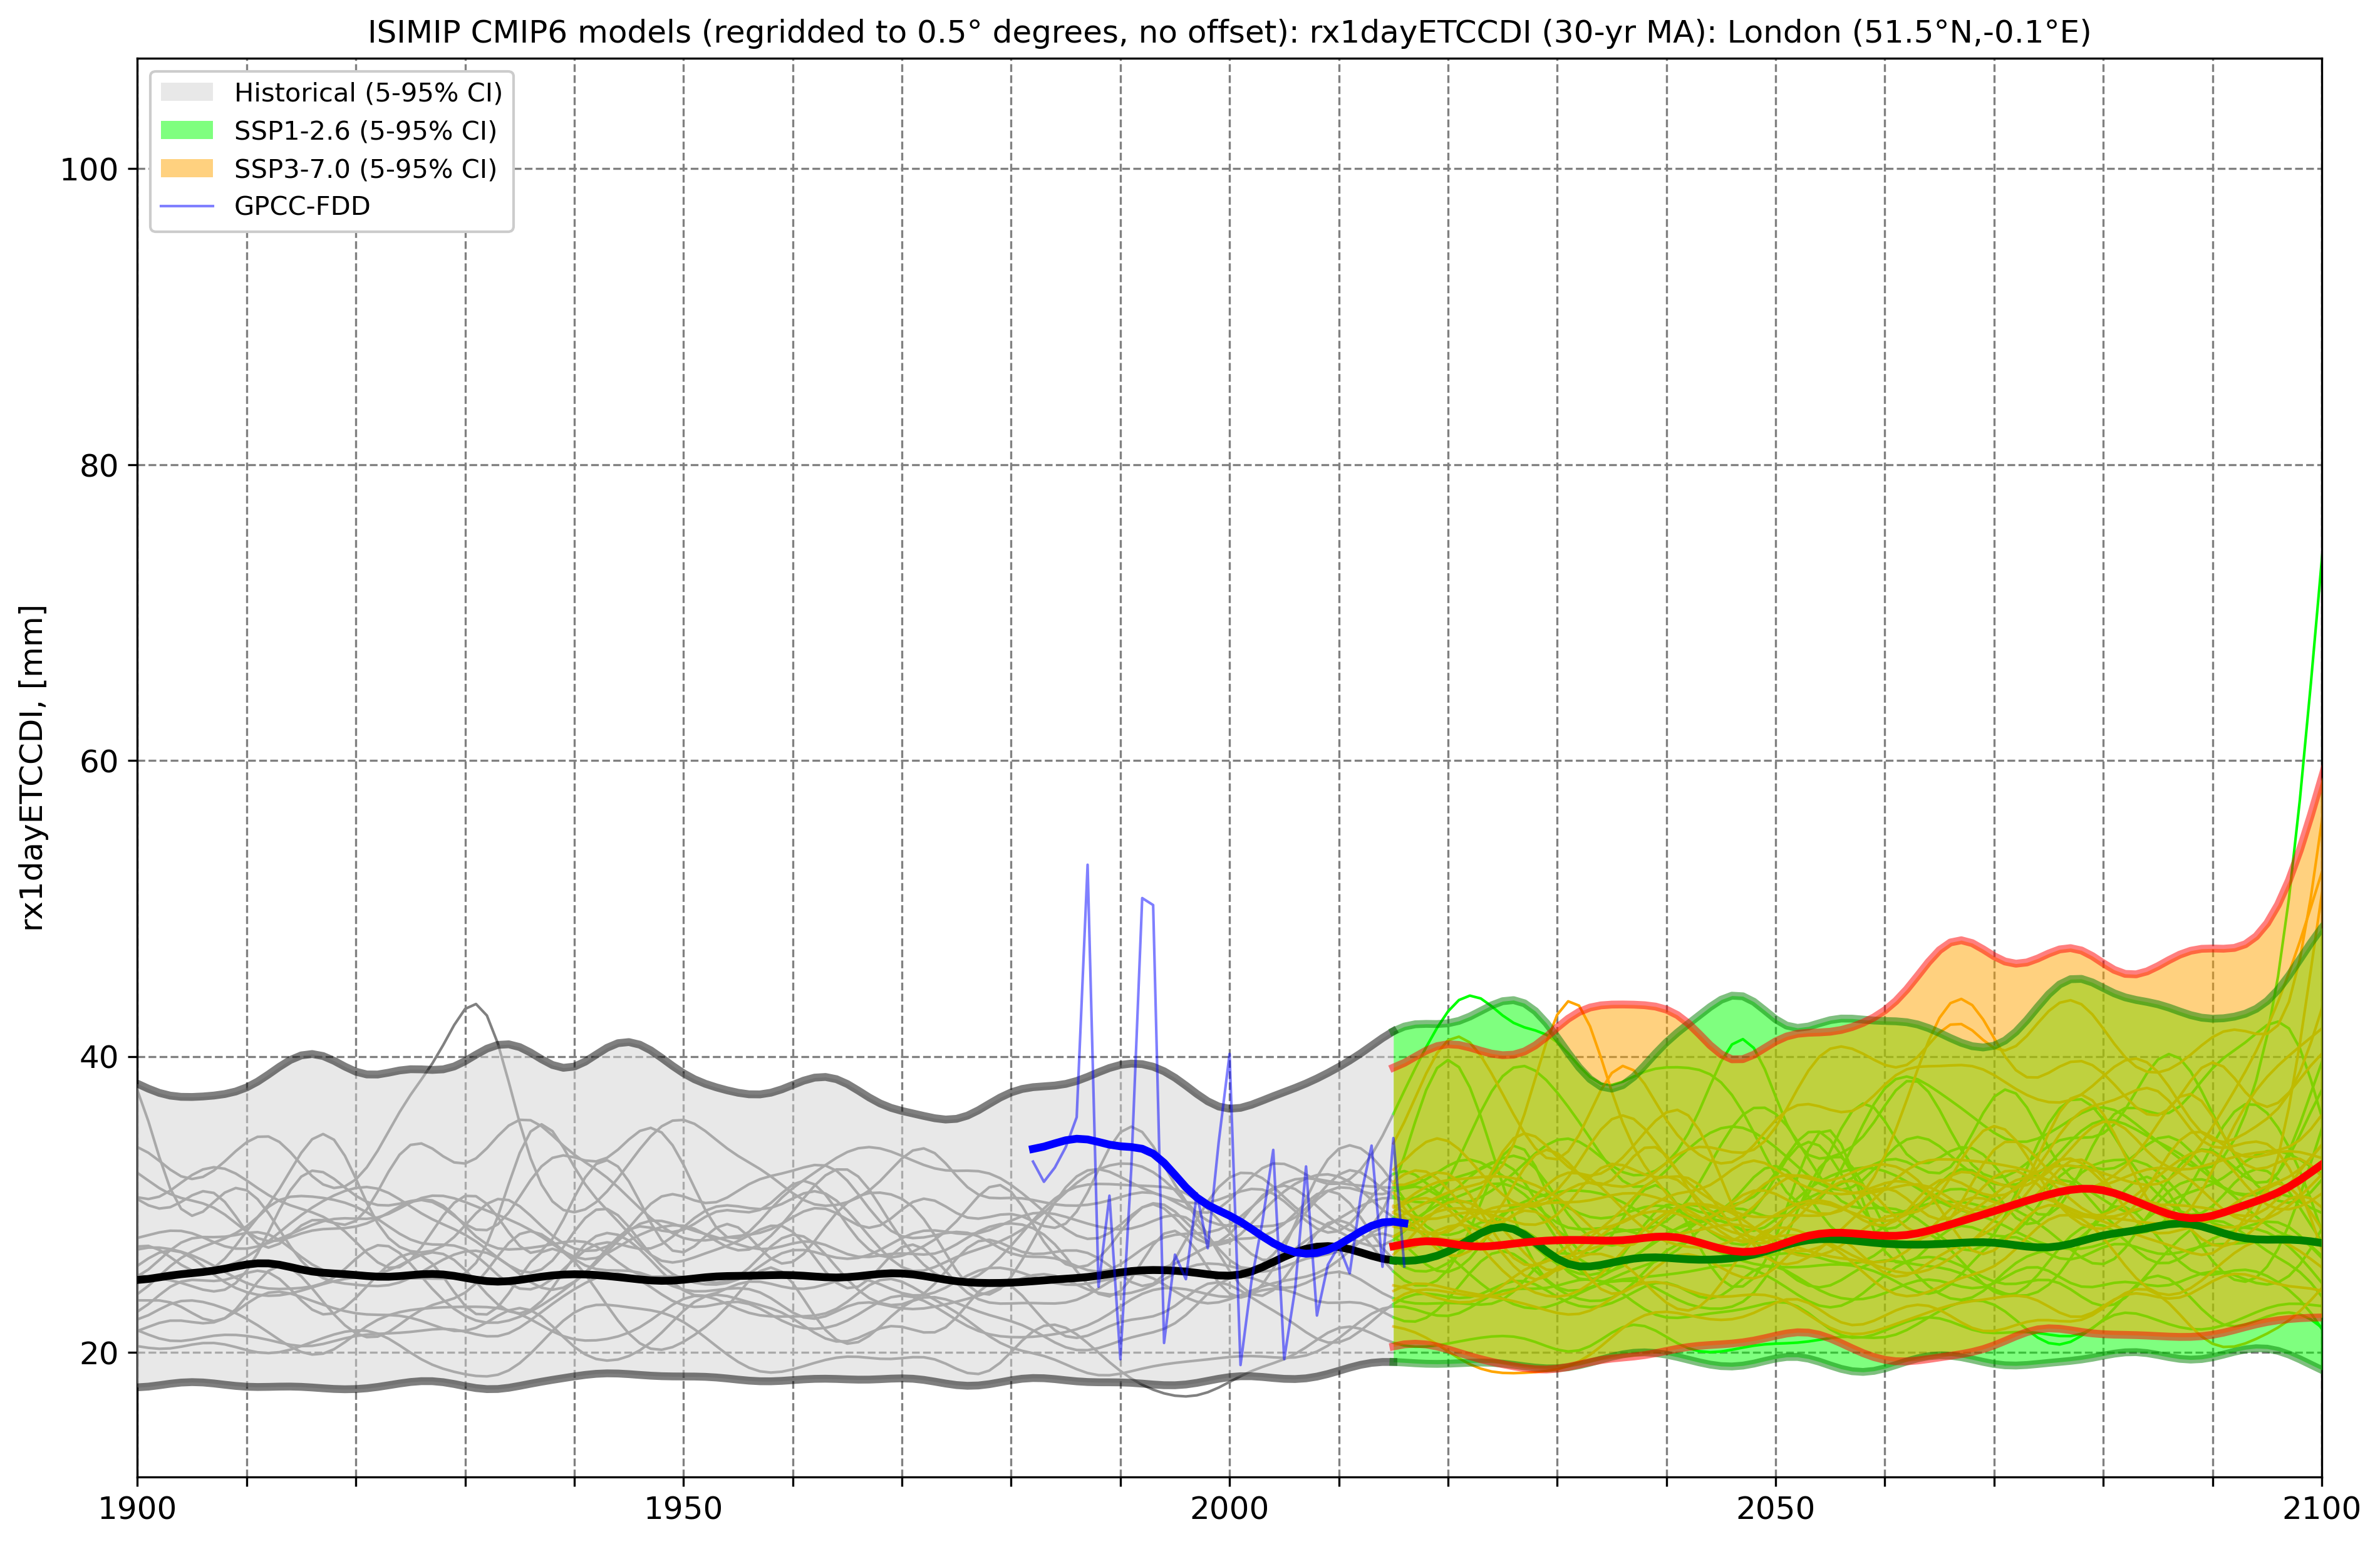 ISIMIP CMIP6 models (regridded to 0.5° degrees, no offset): rx1dayETCCDI (30-yr MA): London (51.5°N,-0.1°E)
Historical (5-95% CI)
SSP1-2.6 (5-95% CI)
SSP3-7.0 (5-95% CI)
GPCC-FDD
rx1dayETCCDI, [mm]
100
80
60
40
20
1900
1950
2000
2050
2100